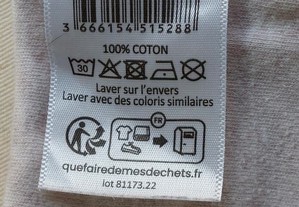 3 666154 515288
100% COTON
30
Laver sur l'envers
Laver avec des coloris similaires
FR
quefairedemesdechets.fr
lot 81173.22